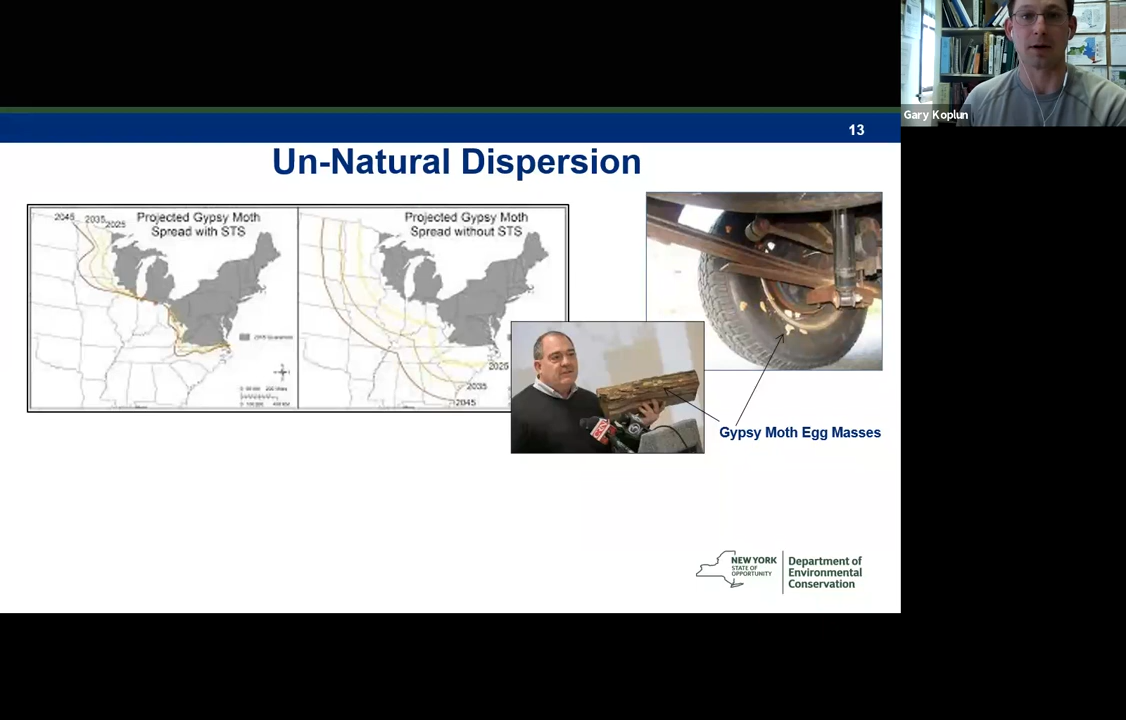 Gary Koplun
13
Un-Natural Dispersion
2045
2035
2025
Projected Gypsy Moth
Spread with STS
Projected Gypsy Moth
Spread without STS
2025
2035
2045
Gypsy Moth Egg Masses
NEW YORK
STATE OF
OPPORTUNITY
Department of
Environmental
Conservation